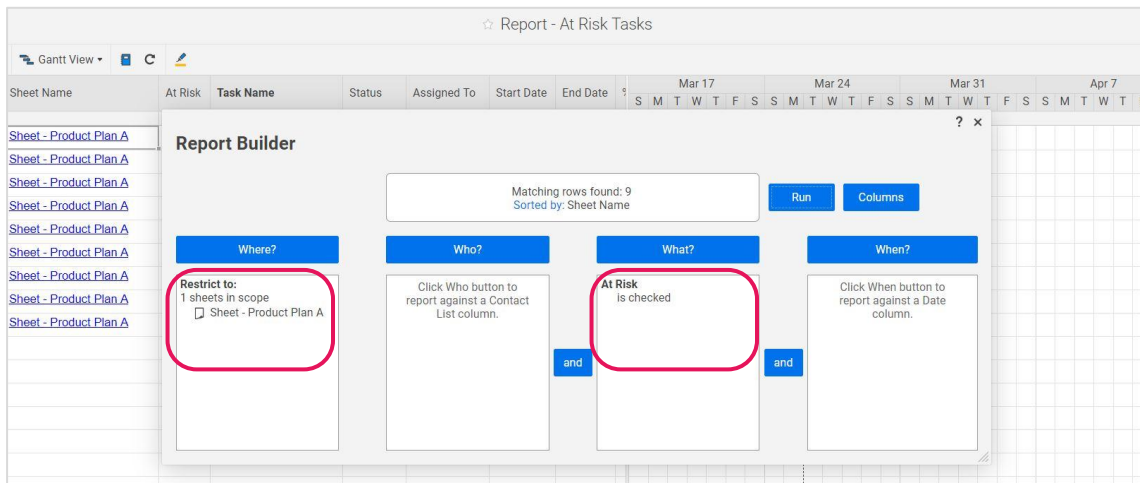 Report - At Risk Tasks
Gantt View
Sheet Name At Risk Task Name Status Assigned To Start Date End Date % Mar 17 Mar 24 Mar 31 Apr 7
S M T W T F S S M T W T F S S M T W T F S S M T W T
? ×
Report Builder
Matching rows found: 9
Sorted by: Sheet Name
Run
Columns
Where?
Who?
What?
When?
Restrict to:
1 sheets in scope
Sheet - Product Plan A
Click Who button to
report against a Contact
List column.
and
At Risk
is checked
and
Click When button to
report against a Date
column.
Sheet - Product Plan A
Sheet - Product Plan A
Sheet - Product Plan A
Sheet - Product Plan A
Sheet - Product Plan A
Sheet - Product Plan A
Sheet - Product Plan A
Sheet - Product Plan A
Sheet - Product Plan A